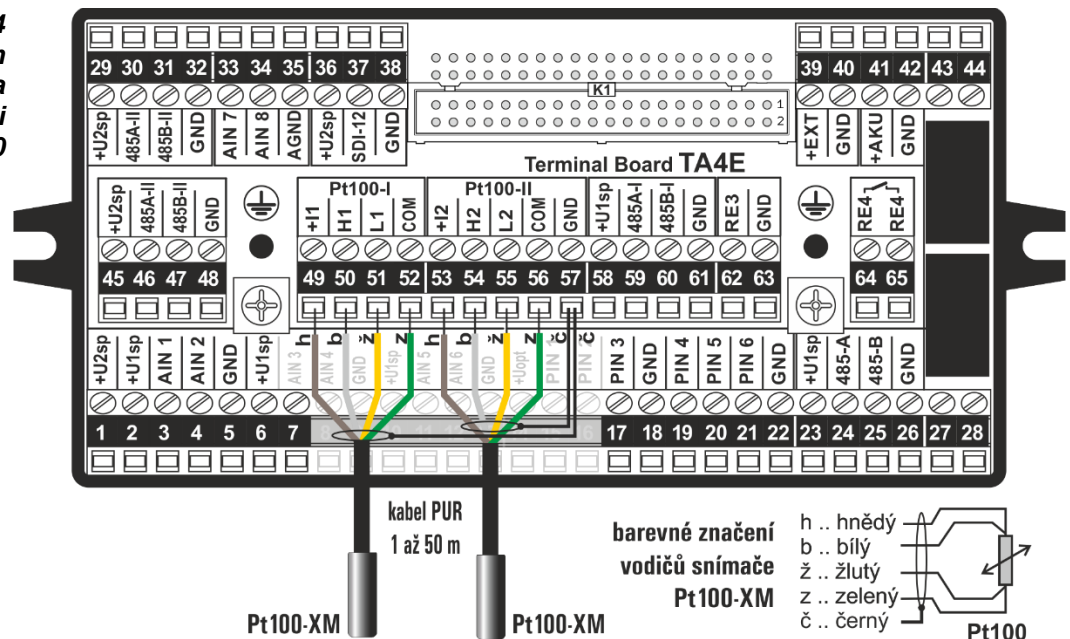 4
a
i
0
29 30 31 32 33 34 35 36 37 38
39 40 41 42 43 44
K1
1
2
+U2sp 485A-II 485B-II GND AIN 7 AIN 8 AGND +U2sp SDI-12 GND
+EXT GND +AKU GND
Terminal Board TA4E
Pt100-I Pt100-II
+U2sp 485A-II 485B-II GND
+I1 H1 L1 COM +I2 H2 L2 COM GND +U1sp 485A-I 485B-I GND RE3 GND
RE4 RE4
45 46 47 48
49 50 51 52 53 54 55 56 57 58 59 60 61 62 63
64 65
h b ž z h b ž z č č
+U2sp +U1sp AIN 1 AIN 2 GND +U1sp AIN 3 AIN 4 GND +U1sp AIN 5 AIN 6 GND +Uopt PIN 1 PIN 2 PIN 3 GND PIN 4 PIN 5 PIN 6 GND +U1sp 485-A 485-B GND
1 2 3 4 5 6 7 8 11 16 17 18 19 20 21 22 23 24 25 26 27 28
kabel PUR
1 až 50 m
Pt100-XM
Pt100-XM
barevné značení
vodičů snímače
Pt100-XM
h .. hnědý
b .. bílý
ž .. žlutý
z .. zelený
č .. černý
Pt100